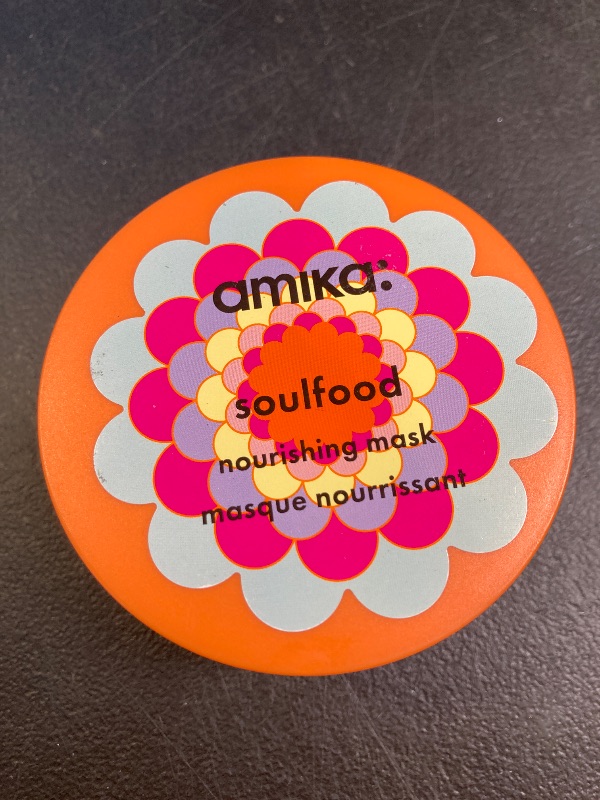 amika:
soulfood
nourishing mask
masque nourrissant